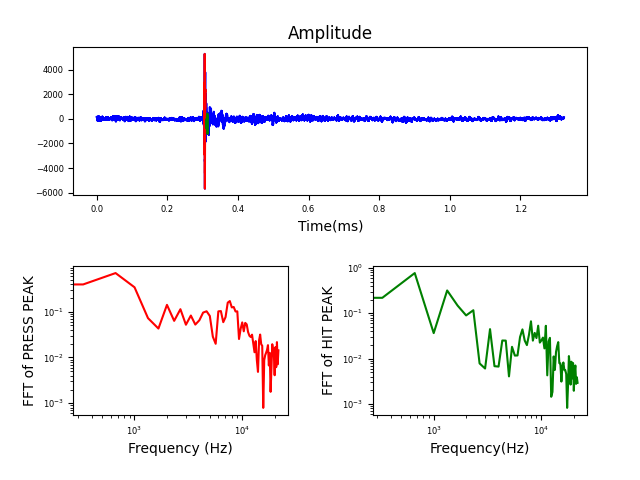 Amplitude
4000
2000
0
−2000
−4000
−6000
0.0 0.2 0.4 0.6 0.8 1.0 1.2
Time(ms)
FFT of PRESS PEAK
10⁻¹
10⁻²
10⁻³
10³ 10⁴
Frequency (Hz)
FFT of HIT PEAK
10⁰
10⁻¹
10⁻²
10⁻³
10³ 10⁴
Frequency(Hz)